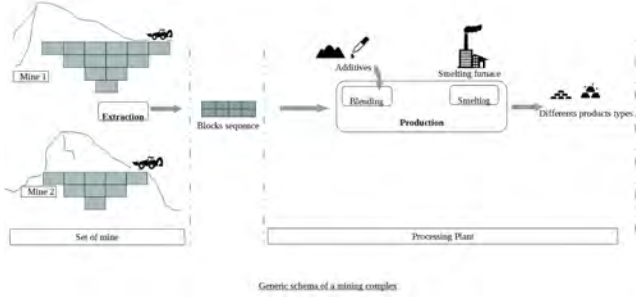 Mine 1
Extraction
Mine 2
Set of mine
Blocks sequence
Additives
Smelting furnace
Blending
Smelting
Production
Differents products types
Processing Plant
Generic schema of a mining complex